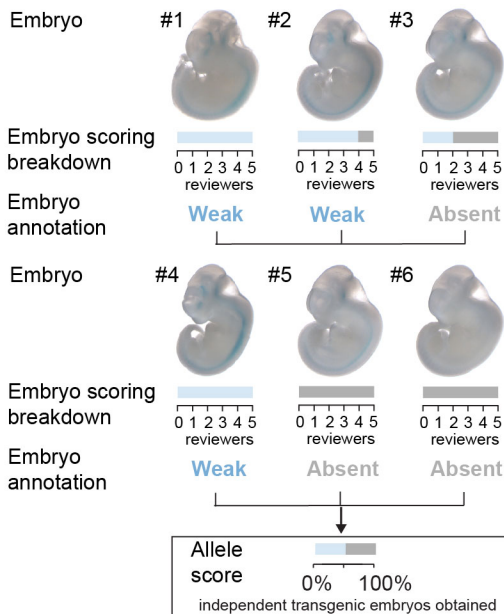 Embryo #1 #2 #3
Embryo scoring
breakdown
0 1 2 3 4 5 0 1 2 3 4 5 0 1 2 3 4 5
reviewers reviewers reviewers
Embryo
annotation
Weak Weak Absent
Embryo #4 #5 #6
Embryo scoring
breakdown
0 1 2 3 4 5 0 1 2 3 4 5 0 1 2 3 4 5
reviewers reviewers reviewers
Embryo
annotation
Weak Absent Absent
Allele
score
0% 100%
independent transgenic embryos obtained